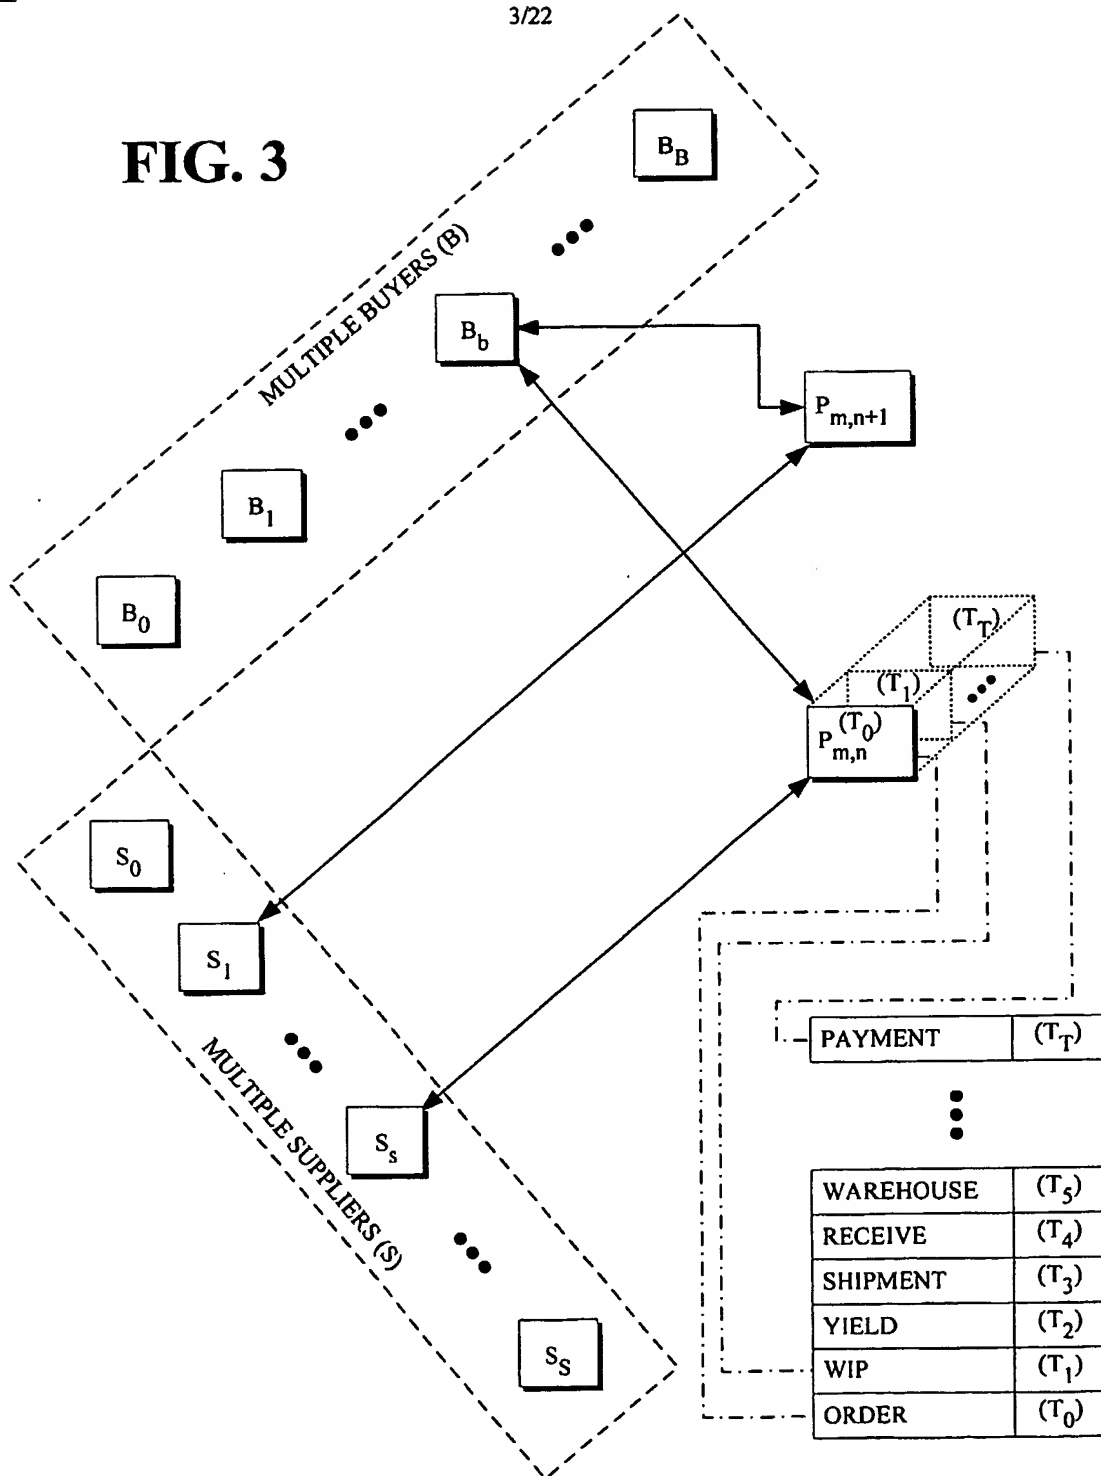 3/22
FIG. 3
B_B
MULTIPLE BUYERS (B)
B_b
P_m,n+1
B_1
B_0
(T_T)
(T_1)
(T_0)
P_m,n
S_0
S_1
PAYMENT (T_T)
MULTIPLE SUPPLIERS (S)
S_s
WAREHOUSE (T_5)
RECEIVE (T_4)
SHIPMENT (T_3)
YIELD (T_2)
S_S
WIP (T_1)
ORDER (T_0)